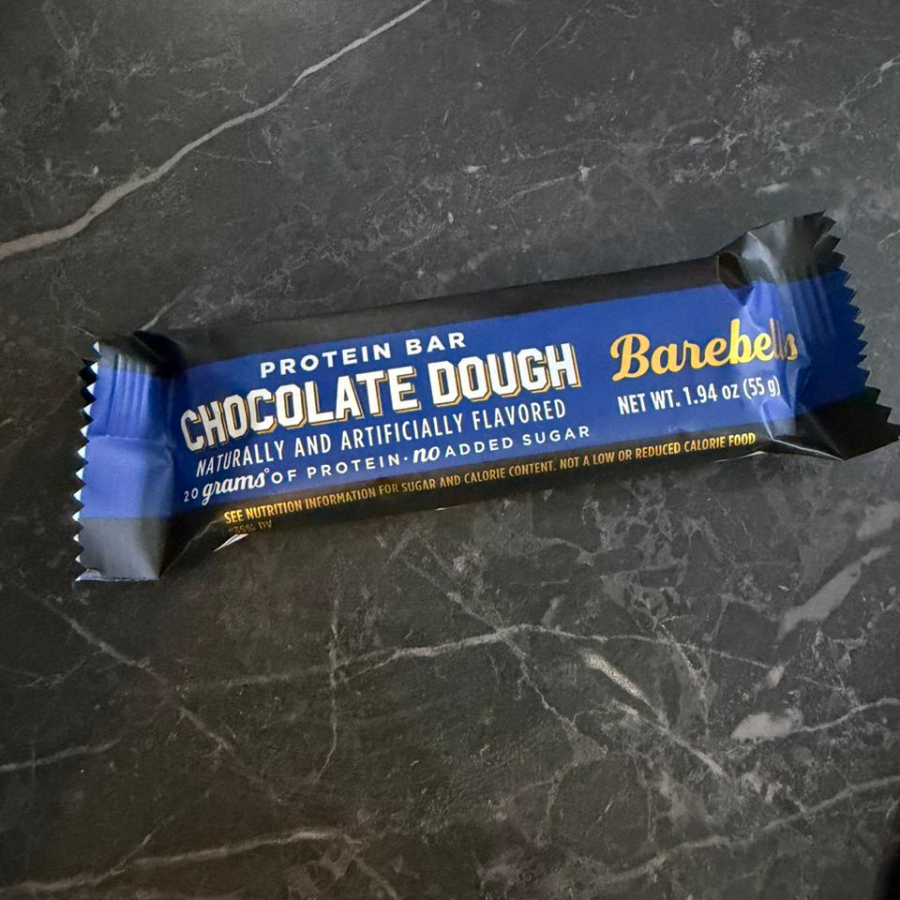 PROTEIN BAR
CHOCOLATE DOUGH
NATURALLY AND ARTIFICIALLY FLAVORED
20 grams° OF PROTEIN · no ADDED SUGAR
Barebells
NET WT. 1.94 oz (55 g)
SEE NUTRITION INFORMATION FOR SUGAR AND CALORIE CONTENT. NOT A LOW OR REDUCED CALORIE FOOD